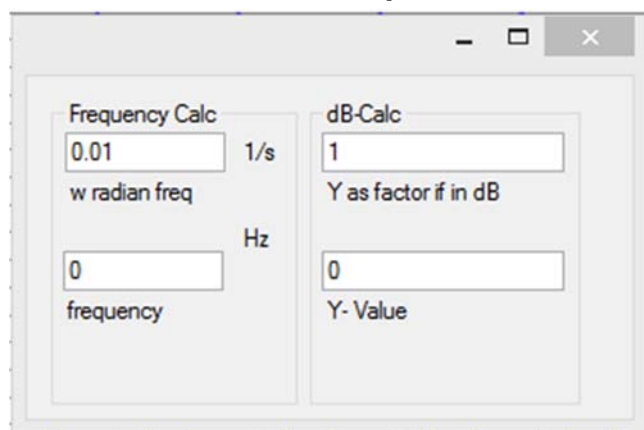 Frequency Calc
0.01 1/s
w radian freq
Hz
0
frequency
dB-Calc
1
Y as factor if in dB
0
Y- Value